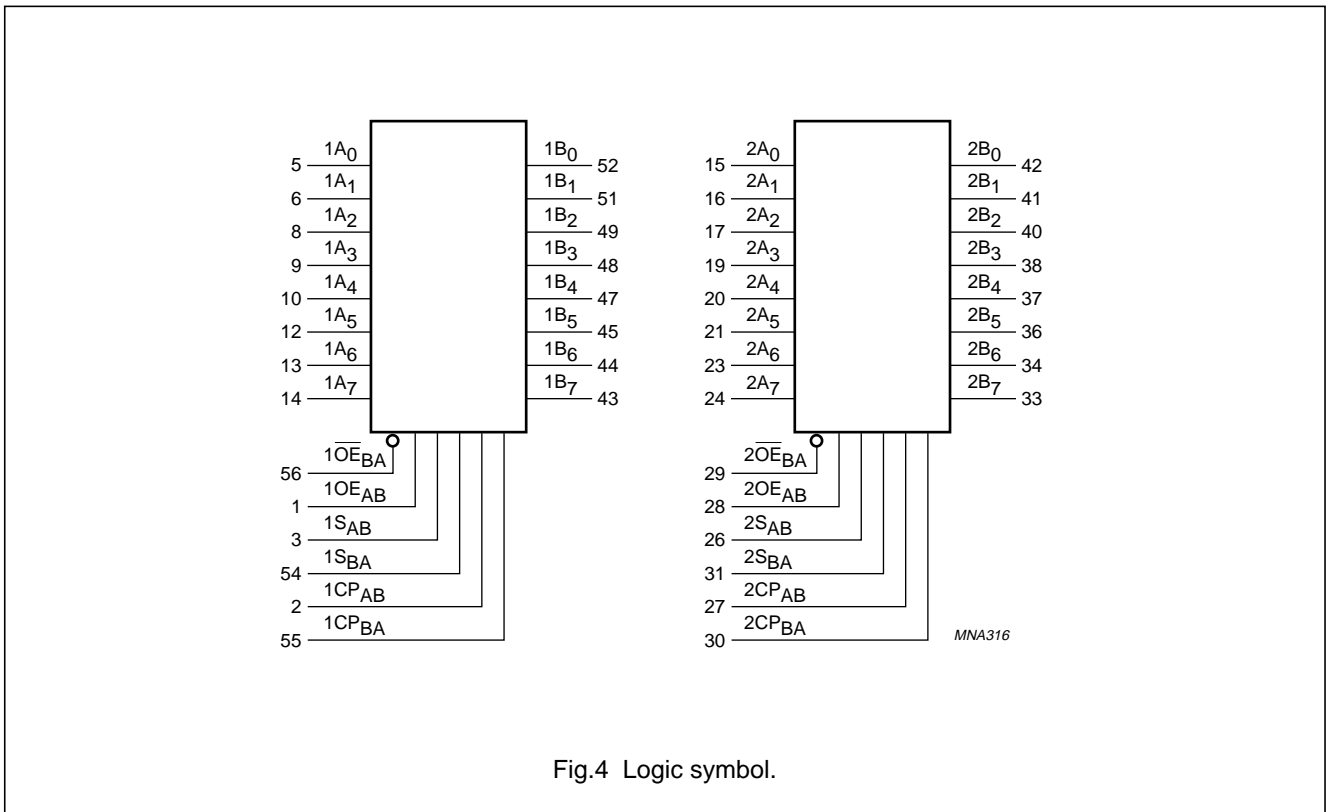 5 1A0 1B0 52
6 1A1 1B1 51
8 1A2 1B2 49
9 1A3 1B3 48
10 1A4 1B4 47
12 1A5 1B5 45
13 1A6 1B6 44
14 1A7 1B7 43
56 1O̅E̅BA
1 1OEAB
3 1SAB
54 1SBA
2 1CPAB
55 1CPBA
15 2A0 2B0 42
16 2A1 2B1 41
17 2A2 2B2 40
19 2A3 2B3 38
20 2A4 2B4 37
21 2A5 2B5 36
23 2A6 2B6 34
24 2A7 2B7 33
29 2O̅E̅BA
28 2OEAB
26 2SAB
31 2SBA
27 2CPAB
30 2CPBA
MNA316
Fig.4 Logic symbol.